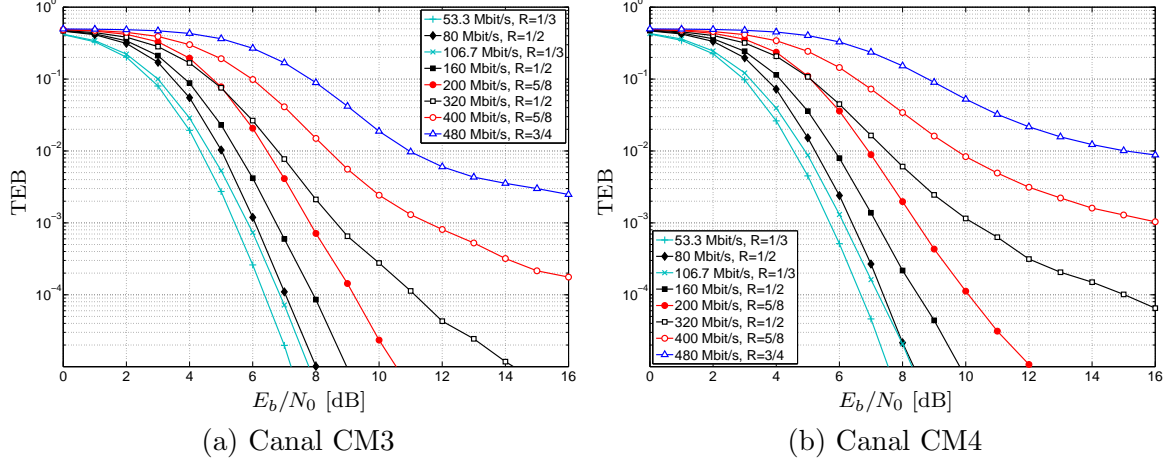 10⁰
10⁻¹
10⁻²
10⁻³
10⁻⁴
TEB
0 2 4 6 8 10 12 14 16
E_b/N_0 [dB]
53.3 Mbit/s, R=1/3
80 Mbit/s, R=1/2
106.7 Mbit/s, R=1/3
160 Mbit/s, R=1/2
200 Mbit/s, R=5/8
320 Mbit/s, R=1/2
400 Mbit/s, R=5/8
480 Mbit/s, R=3/4
(a) Canal CM3
10⁰
10⁻¹
10⁻²
10⁻³
10⁻⁴
TEB
0 2 4 6 8 10 12 14 16
E_b/N_0 [dB]
53.3 Mbit/s, R=1/3
80 Mbit/s, R=1/2
106.7 Mbit/s, R=1/3
160 Mbit/s, R=1/2
200 Mbit/s, R=5/8
320 Mbit/s, R=1/2
400 Mbit/s, R=5/8
480 Mbit/s, R=3/4
(b) Canal CM4